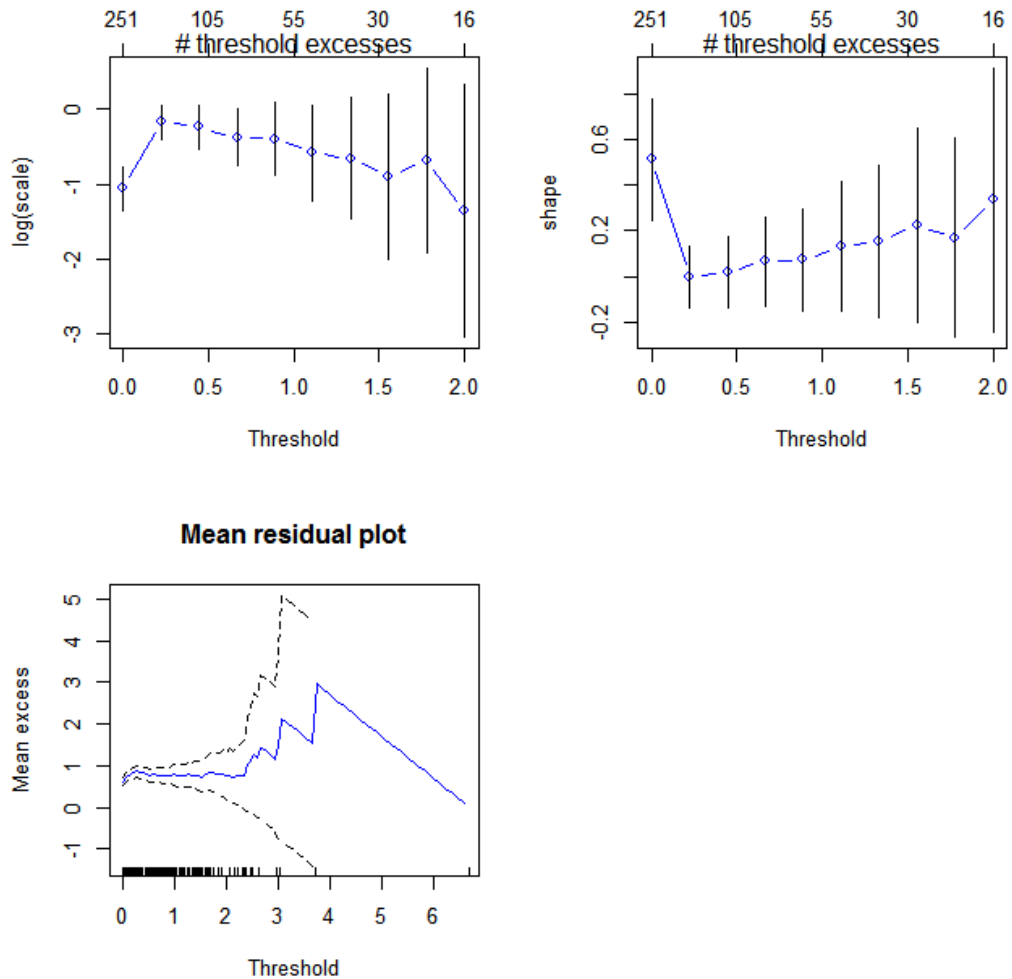 251 105 55 30 16
# threshold excesses
log(scale)
0
-1
-2
-3
0.0 0.5 1.0 1.5 2.0
Threshold
251 105 55 30 16
# threshold excesses
shape
0.6
0.2
-0.2
0.0 0.5 1.0 1.5 2.0
Threshold
Mean residual plot
Mean excess
5
4
3
2
1
0
-1
0 1 2 3 4 5 6
Threshold